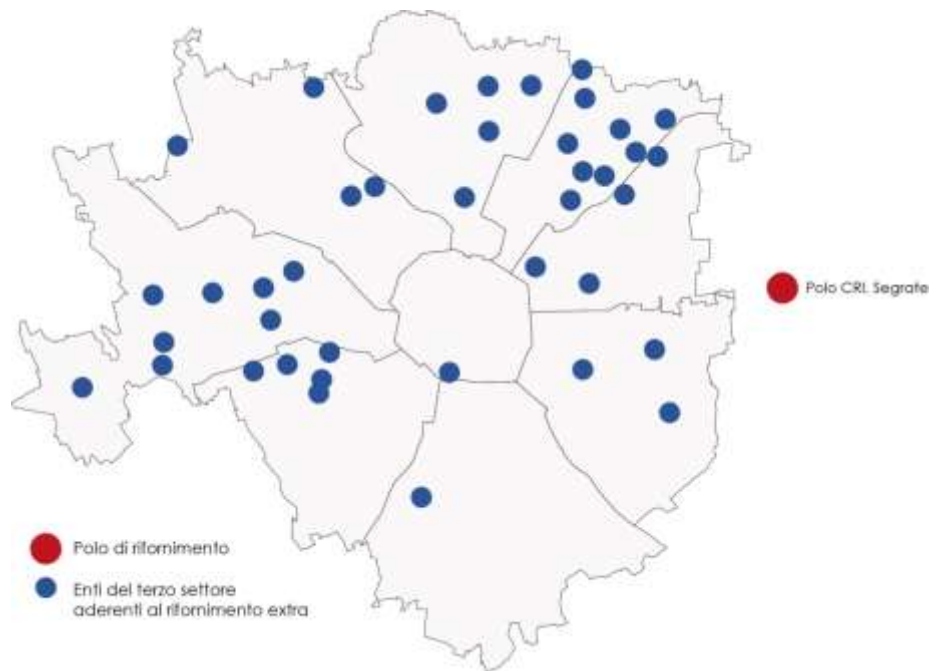 Polo CRI. Segrate
Polo di rifornimento
Enti del terzo settore
aderenti al rifornimento extra